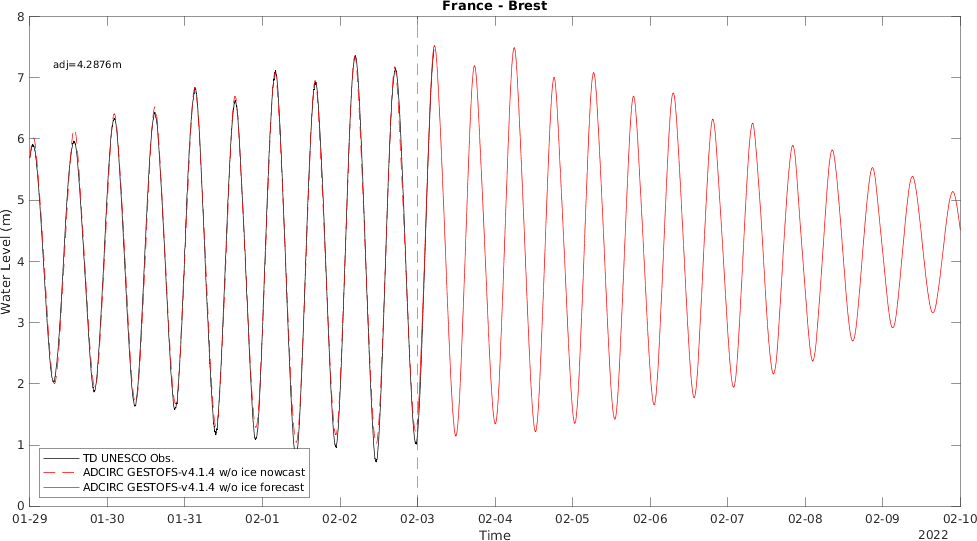 France - Brest
8
7
6
5
4
3
2
1
0
Water Level (m)
adj=4.2876m
TD UNESCO Obs.
ADCIRC GESTOFS-v4.1.4 w/o ice nowcast
ADCIRC GESTOFS-v4.1.4 w/o ice forecast
01-29 01-30 01-31 02-01 02-02 02-03 02-04 02-05 02-06 02-07 02-08 02-09 02-10
Time
2022